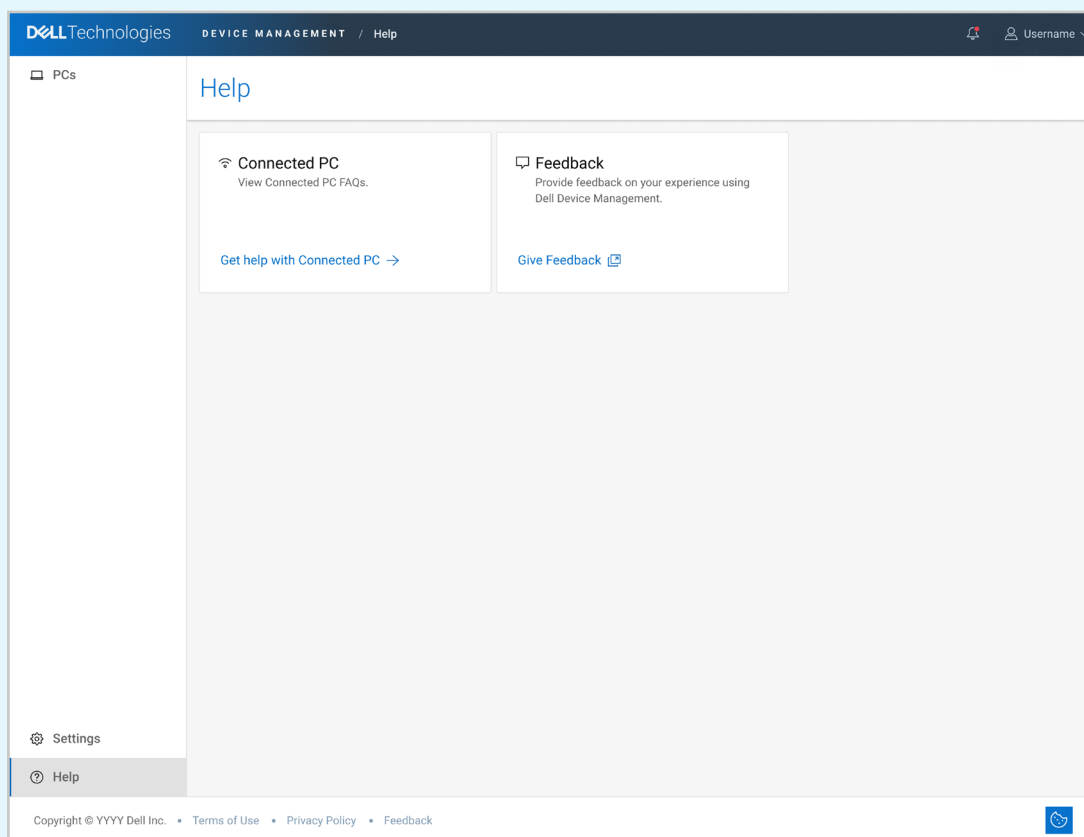 DELLTechnologies DEVICE MANAGEMENT / Help Username
PCs
Help
Connected PC
View Connected PC FAQs.
Get help with Connected PC
Feedback
Provide feedback on your experience using
Dell Device Management.
Give Feedback
Settings
Help
Copyright © YYYY Dell Inc. ▪ Terms of Use ▪ Privacy Policy ▪ Feedback